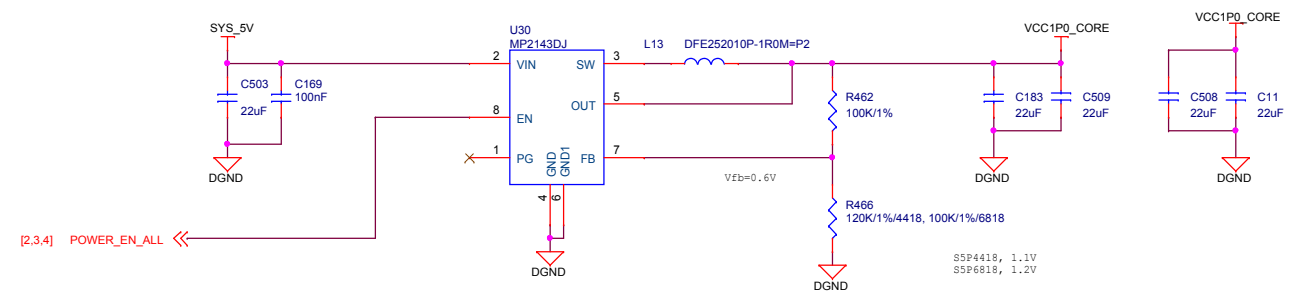 SYS_5V
U30
MP2143DJ
L13 DFE252010P-1R0M=P2
VCC1P0_CORE
VCC1P0_CORE
2 VIN SW 3
C503
22uF
C169
100nF
OUT 5
8 EN
R462
100K/1%
C183
22uF
C509
22uF
C508
22uF
C11
22uF
1 PG
GND
GND1
FB 7
4
6
Vfb=0.6V
DGND
DGND
DGND
R466
120K/1%/4418, 100K/1%/6818
[2,3,4] POWER_EN_ALL
DGND
DGND
S5P4418, 1.1V
S5P6818, 1.2V